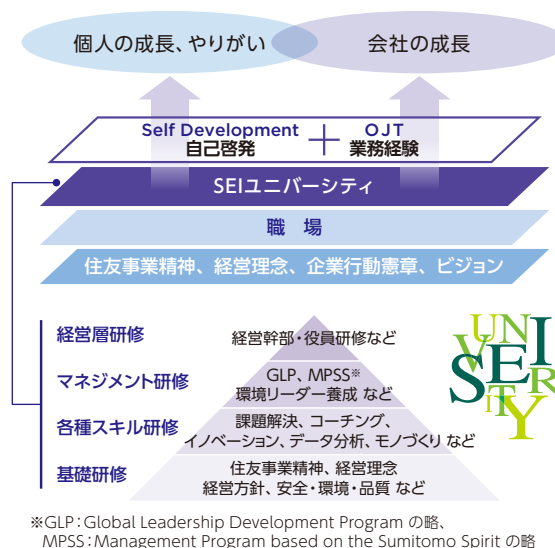 個人の成長、やりがい
会社の成長
Self Development
自己啓発
＋
OJT
業務経験
SEIユニバーシティ
職 場
住友事業精神、経営理念、企業行動憲章、ビジョン
経営層研修
経営幹部・役員研修など
マネジメント研修
GLP、MPSS※
環境リーダー養成 など
各種スキル研修
課題解決、コーチング、
イノベーション、データ分析、モノづくり など
基礎研修
住友事業精神、経営理念
経営方針、安全・環境・品質 など
SEI
UNIVERSITY
※GLP：Global Leadership Development Program の略、
MPSS：Management Program based on the Sumitomo Spirit の略